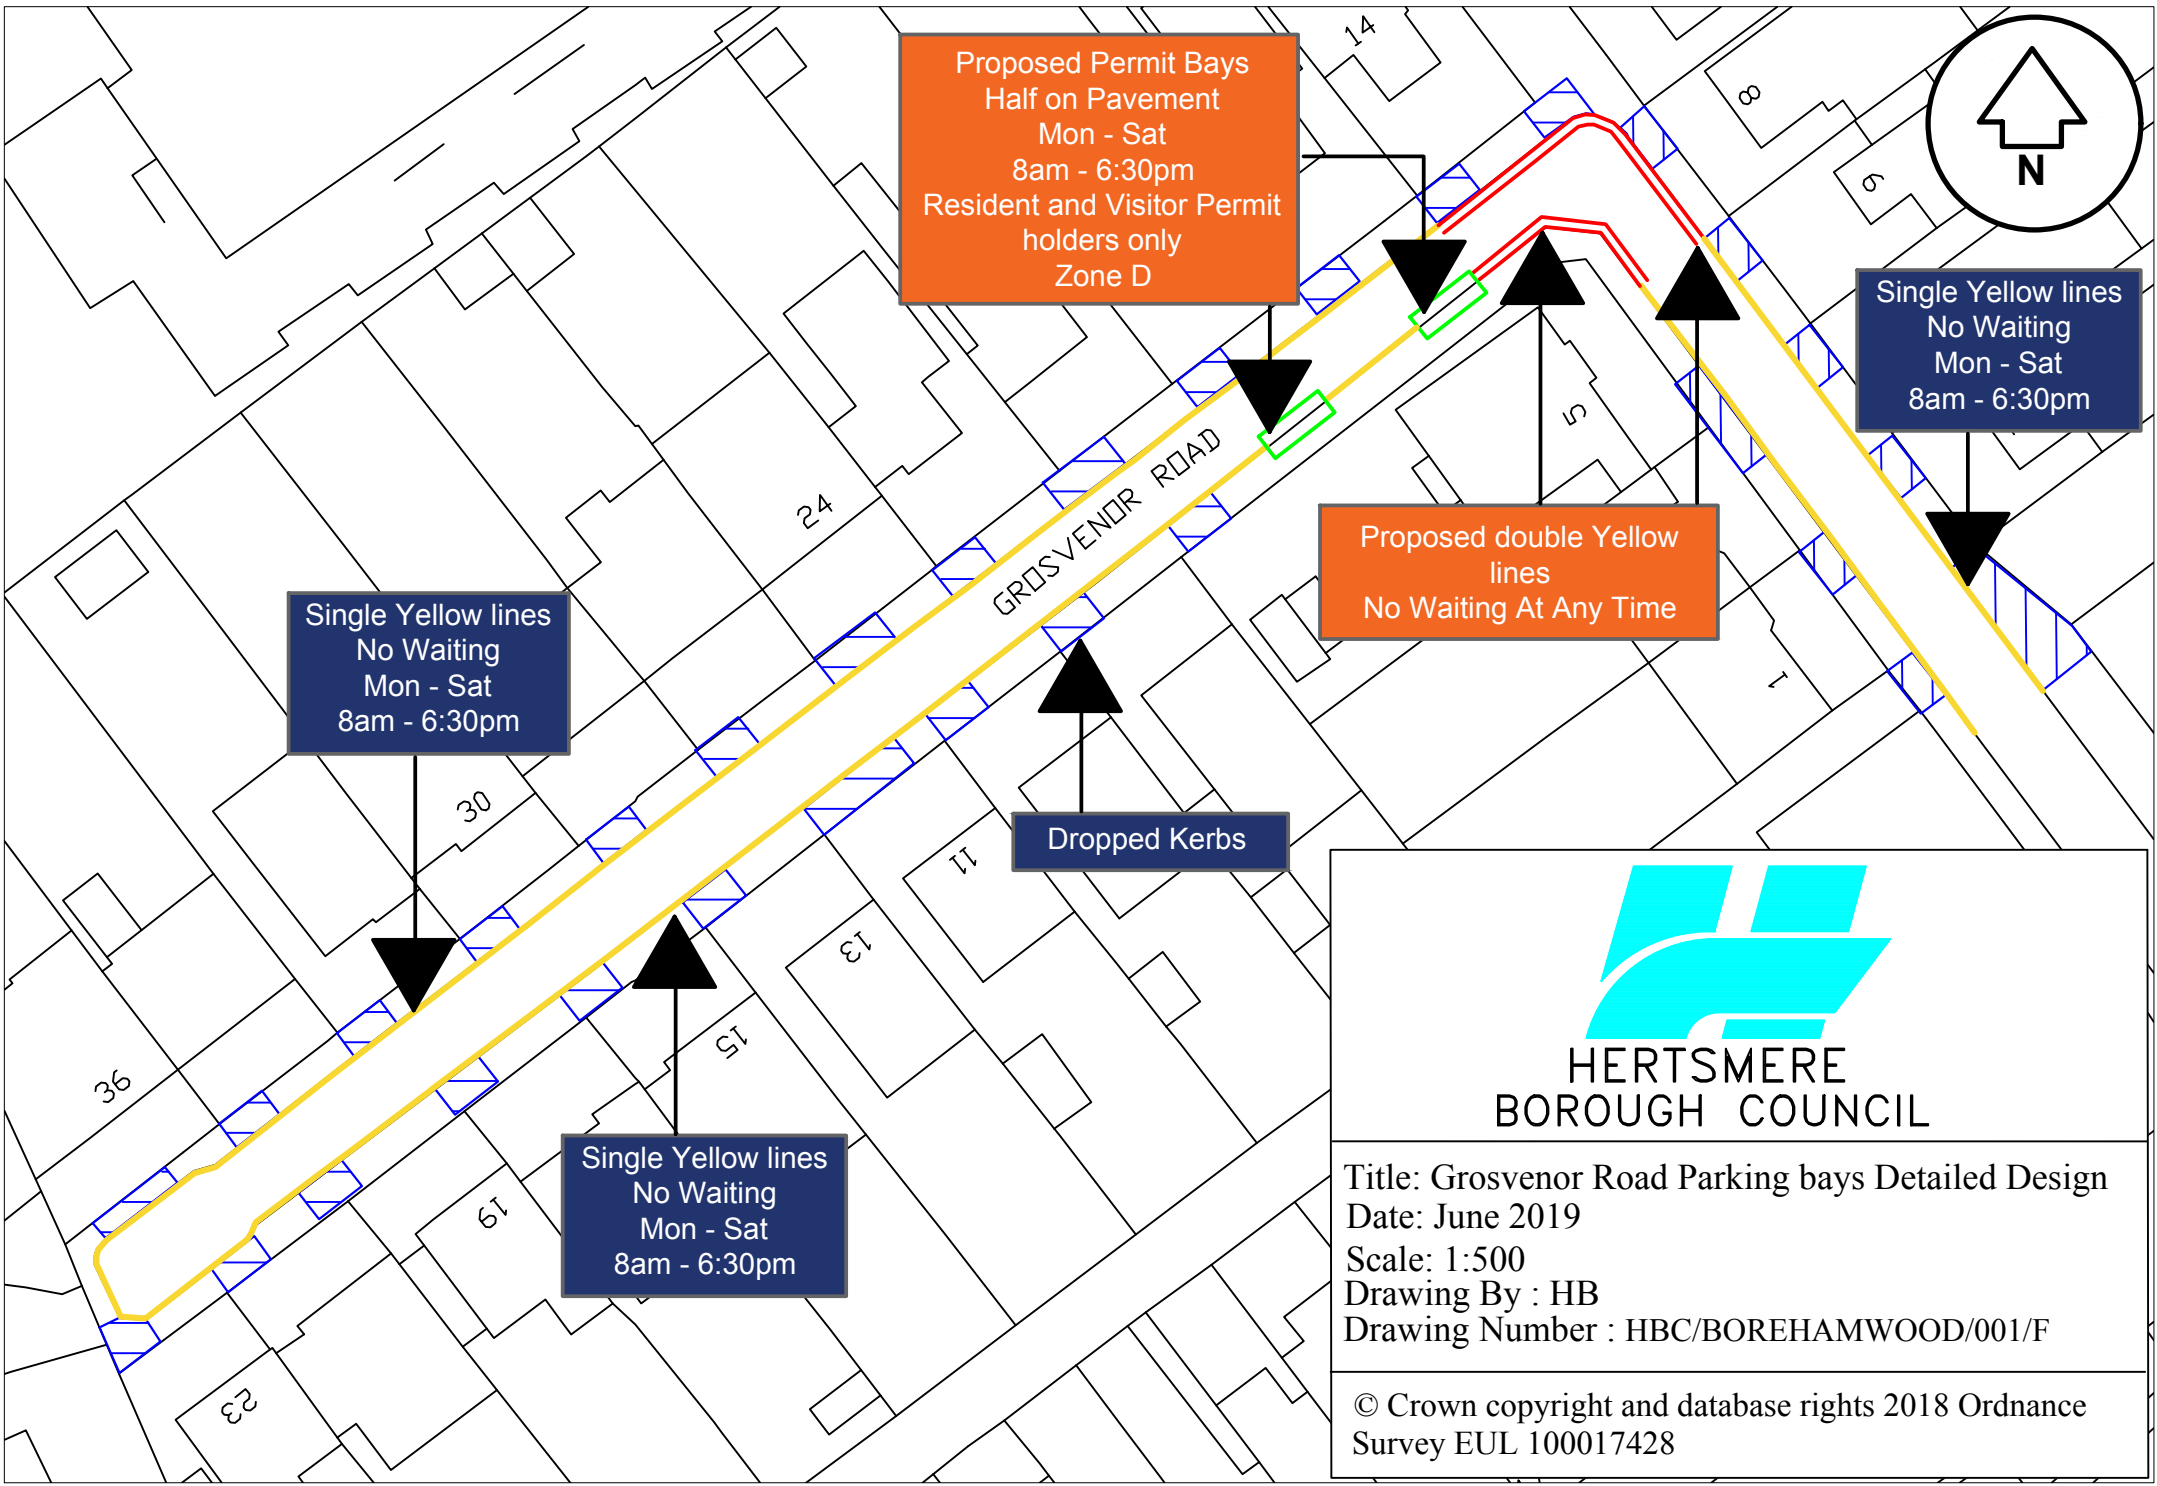 Proposed Permit Bays
Half on Pavement
Mon - Sat
8am - 6:30pm
Resident and Visitor Permit
holders only
Zone D
14
8
6
N
Single Yellow lines
No Waiting
Mon - Sat
8am - 6:30pm
5
24
GROSVENOR ROAD
Proposed double Yellow
lines
No Waiting At Any Time
Single Yellow lines
No Waiting
Mon - Sat
8am - 6:30pm
1
30
Dropped Kerbs
11
13
15
36
Single Yellow lines
No Waiting
Mon - Sat
8am - 6:30pm
19
23
HERTSMERE
BOROUGH COUNCIL
Title: Grosvenor Road Parking bays Detailed Design
Date: June 2019
Scale: 1:500
Drawing By : HB
Drawing Number : HBC/BOREHAMWOOD/001/F
© Crown copyright and database rights 2018 Ordnance
Survey EUL 100017428